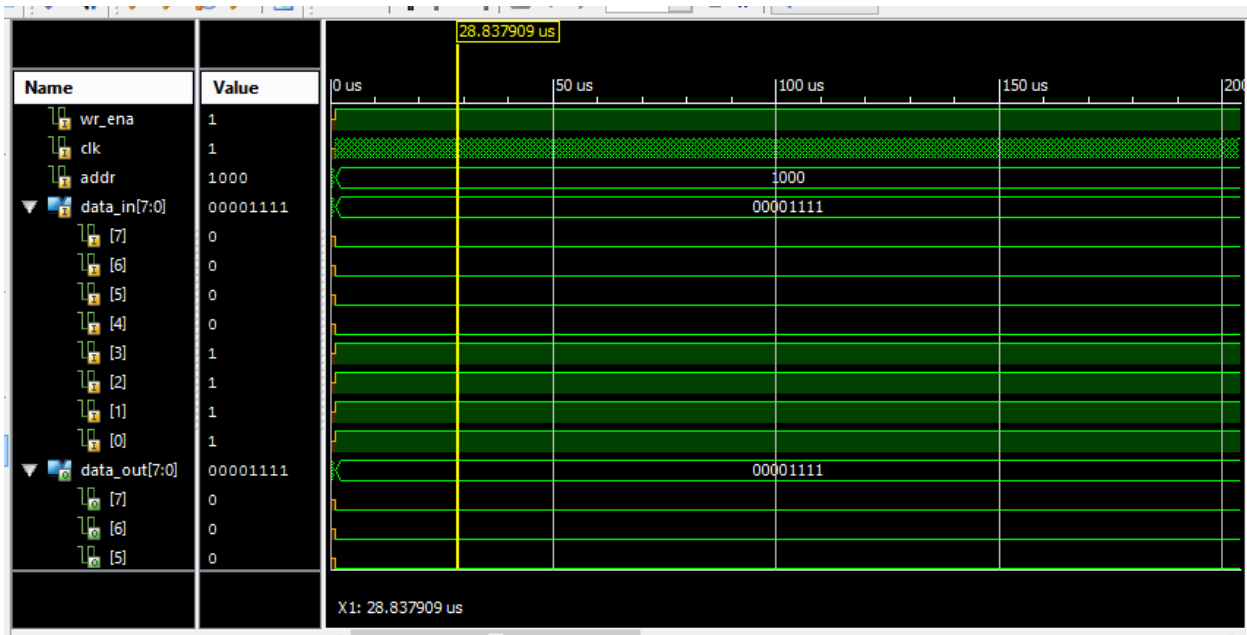 28.837909 us
Name Value 0 us 50 us 100 us 150 us 200
wr_ena 1
clk 1
addr 1000 1000
data_in[7:0] 00001111 00001111
[7] 0
[6] 0
[5] 0
[4] 0
[3] 1
[2] 1
[1] 1
[0] 1
data_out[7:0] 00001111 00001111
[7] 0
[6] 0
[5] 0
X1: 28.837909 us